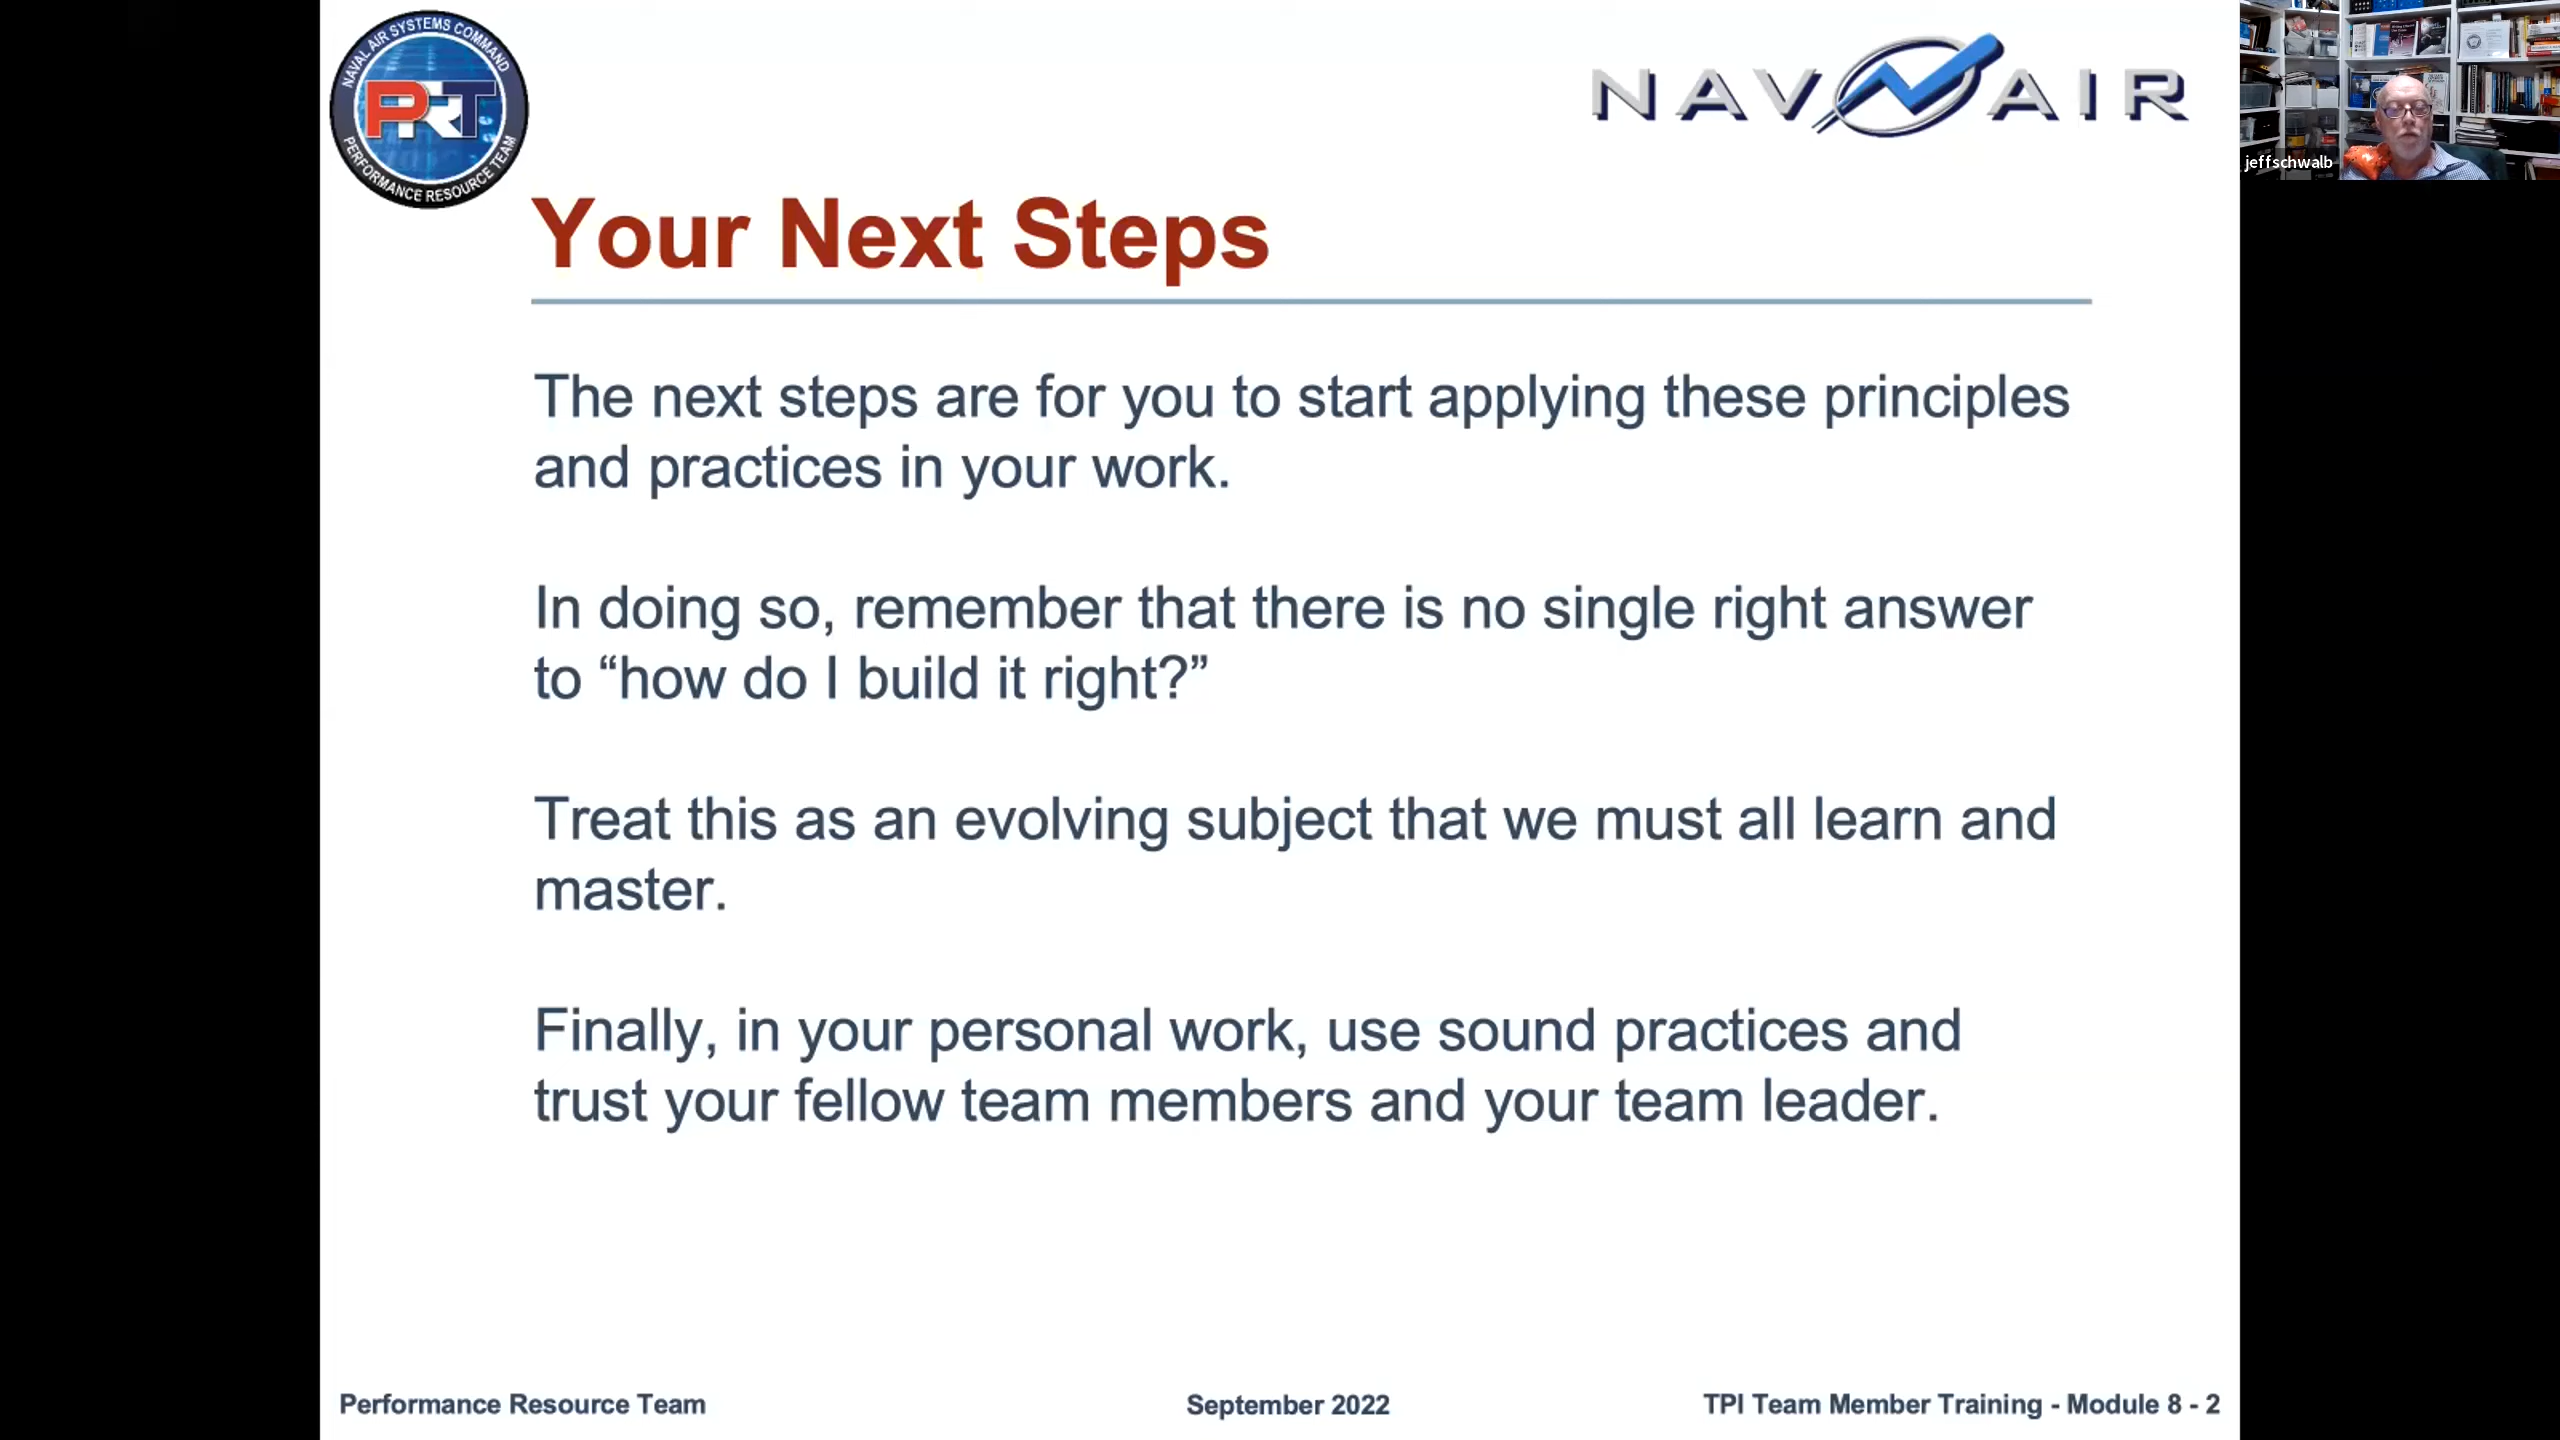 NAVAL AIR SYSTEMS COMMAND
PRT
PERFORMANCE RESOURCE TEAM
NAVAIR
jeffschwalb
Your Next Steps
The next steps are for you to start applying these principles
and practices in your work.
In doing so, remember that there is no single right answer
to “how do I build it right?”
Treat this as an evolving subject that we must all learn and
master.
Finally, in your personal work, use sound practices and
trust your fellow team members and your team leader.
Performance Resource Team
September 2022
TPI Team Member Training - Module 8 - 2